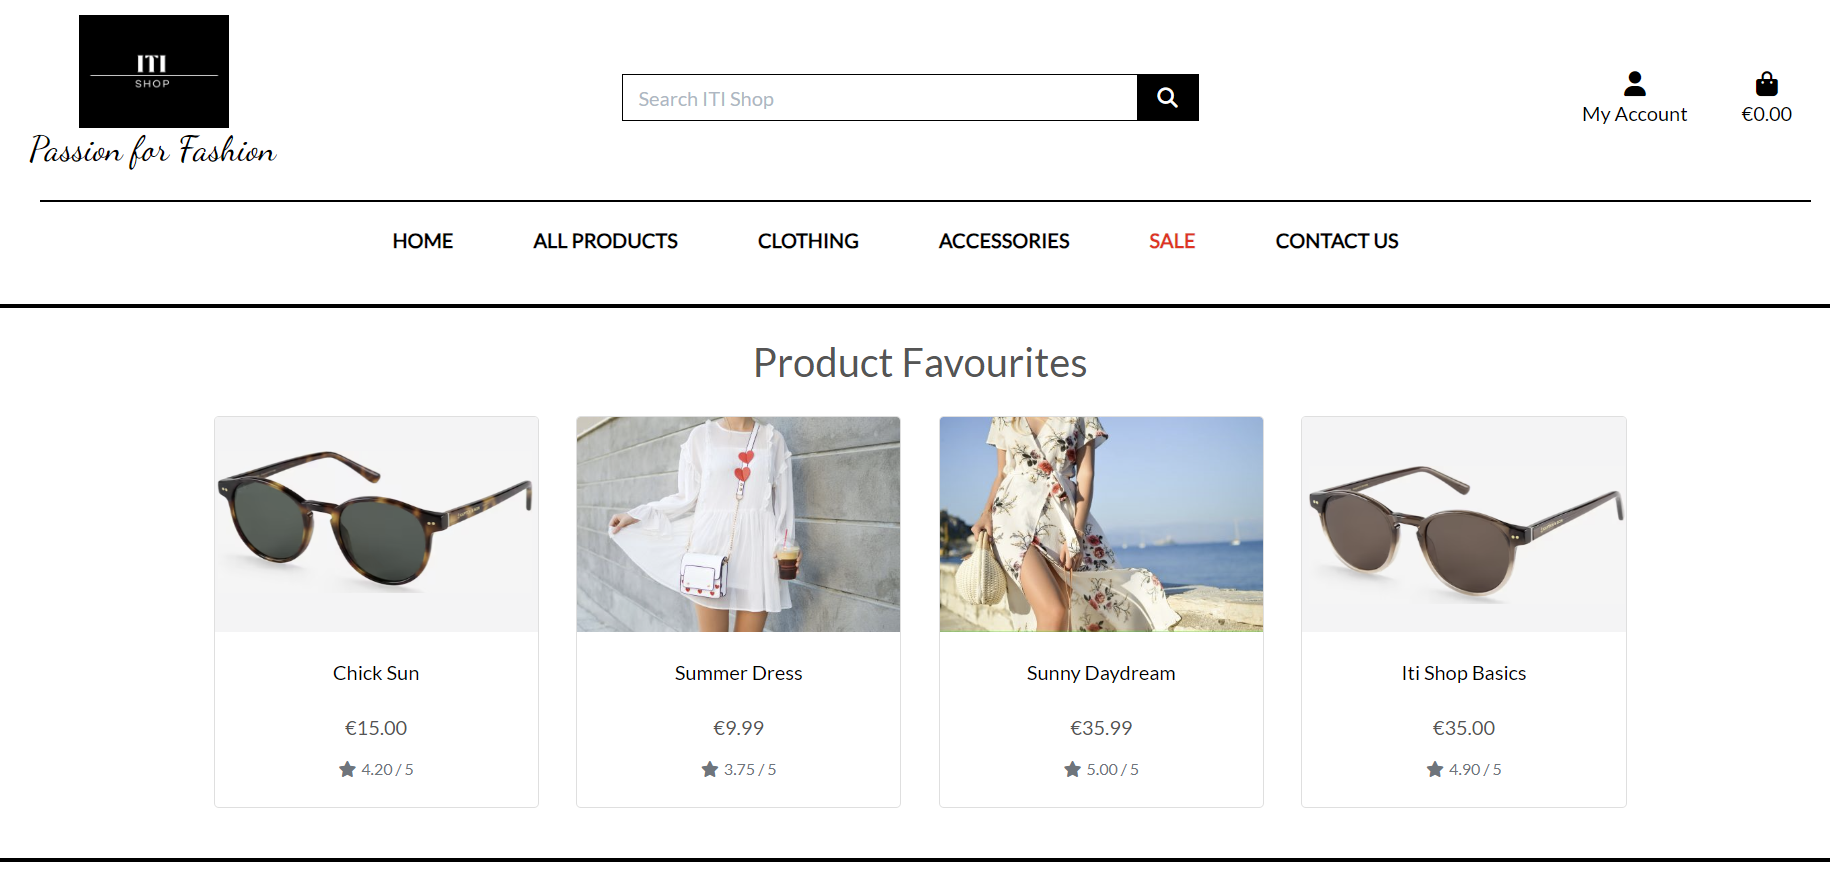 ITI
SHOP
Passion for Fashion
Search ITI Shop
My Account
€0.00
HOME
ALL PRODUCTS
CLOTHING
ACCESSORIES
SALE
CONTACT US
Product Favourites
Chick Sun
€15.00
4.20 / 5
Summer Dress
€9.99
3.75 / 5
Sunny Daydream
€35.99
5.00 / 5
Iti Shop Basics
€35.00
4.90 / 5